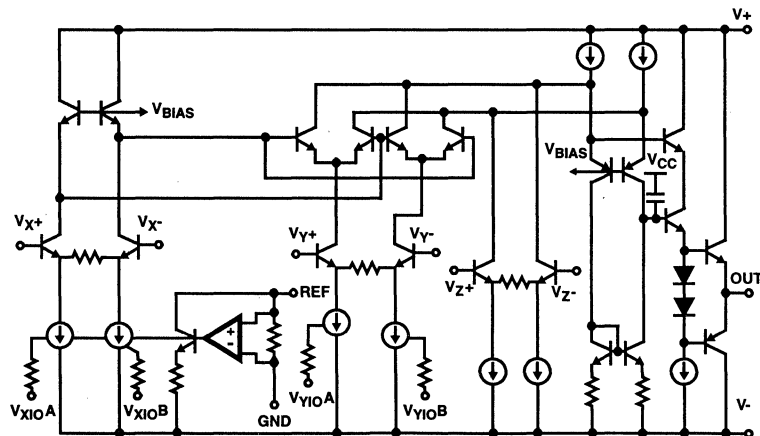 V+
VBIAS
VBIAS
VCC
VX+
VX-
VY+
VY-
VZ+
VZ-
OUT
REF
+
-
VXIOA
VXIOB
GND
VYIOA
VYIOB
V-